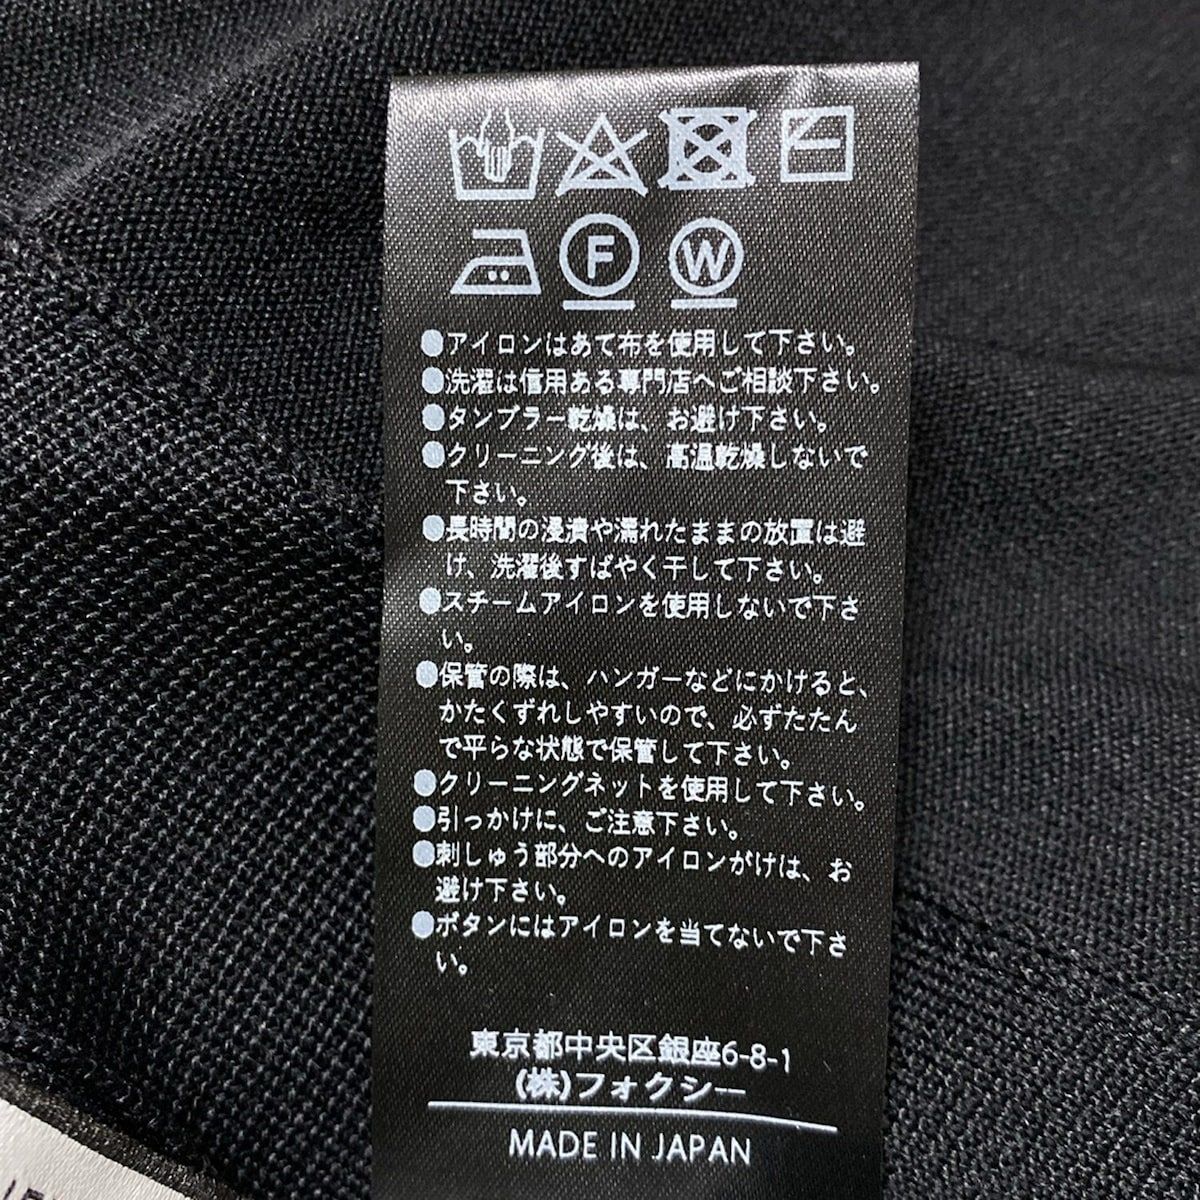 F W
●アイロンはあて布を使用して下さい。
●洗濯は信用ある専門店へご相談下さい。
●タンブラー乾燥は、お避け下さい。
●クリーニング後は、高温乾燥しないで
下さい。
●長時間の浸漬や濡れたままの放置は避
け、洗濯後すばやく干して下さい。
●スチームアイロンを使用しないで下さ
い。
●保管の際は、ハンガーなどにかけると、
かたくずれしやすいので、必ずたたん
で平らな状態で保管して下さい。
●クリーニングネットを使用して下さい。
●引っかけに、ご注意下さい。
●刺しゅう部分へのアイロンがけは、お
避け下さい。
●ボタンにはアイロンを当てないで下さ
い。
東京都中央区銀座6-8-1
(株)フォクシー
MADE IN JAPAN